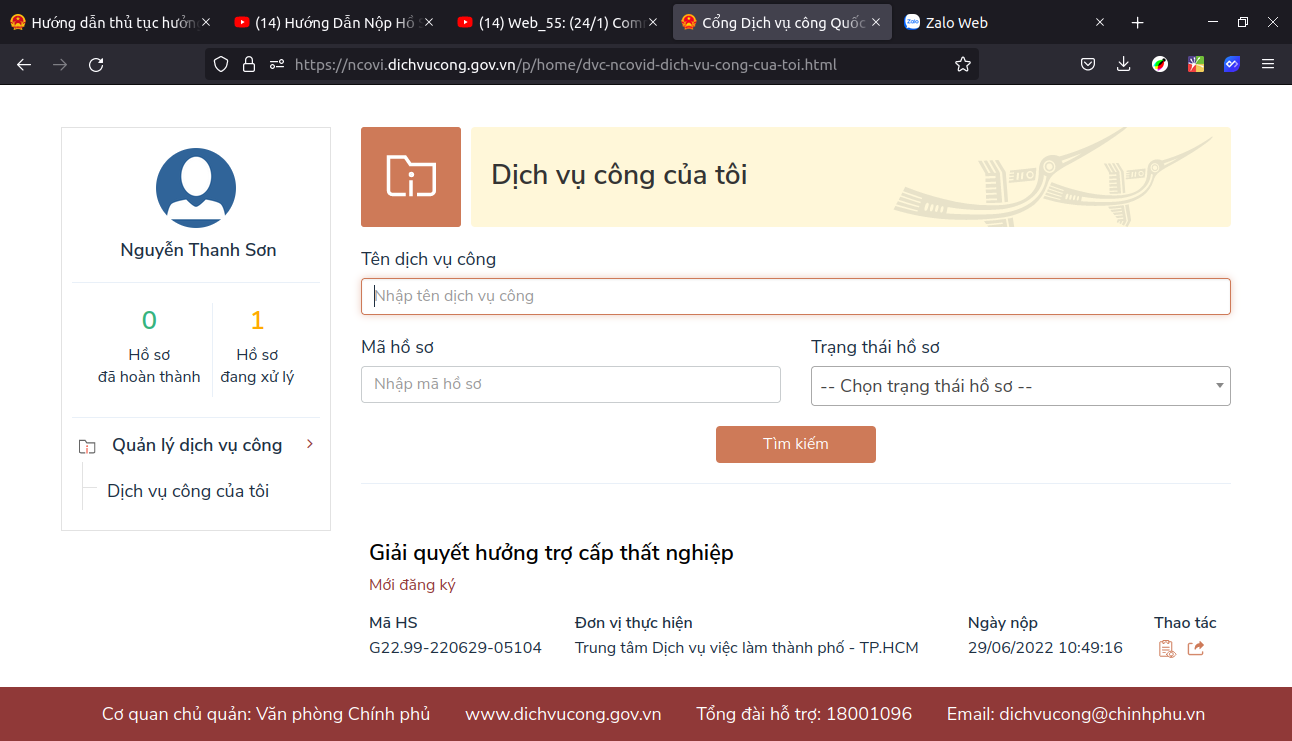 Hướng dẫn thủ tục hưởn
(14) Hướng Dẫn Nộp Hồ S
(14) Web_55: (24/1) Com
Cổng Dịch vụ công Quốc
Zalo Web
https://ncovi.dichvucong.gov.vn/p/home/dvc-ncovid-dich-vu-cong-cua-toi.html
Nguyễn Thanh Sơn
0
Hồ sơ
đã hoàn thành
1
Hồ sơ
đang xử lý
Quản lý dịch vụ công
Dịch vụ công của tôi
Dịch vụ công của tôi
Tên dịch vụ công
Nhập tên dịch vụ công
Mã hồ sơ
Nhập mã hồ sơ
Trạng thái hồ sơ
-- Chọn trạng thái hồ sơ --
Tìm kiếm
Giải quyết hưởng trợ cấp thất nghiệp
Mới đăng ký
Mã HS Đơn vị thực hiện Ngày nộp Thao tác
G22.99-220629-05104 Trung tâm Dịch vụ việc làm thành phố - TP.HCM 29/06/2022 10:49:16
Cơ quan chủ quản: Văn phòng Chính phủ www.dichvucong.gov.vn Tổng đài hỗ trợ: 18001096 Email: dichvucong@chinhphu.vn